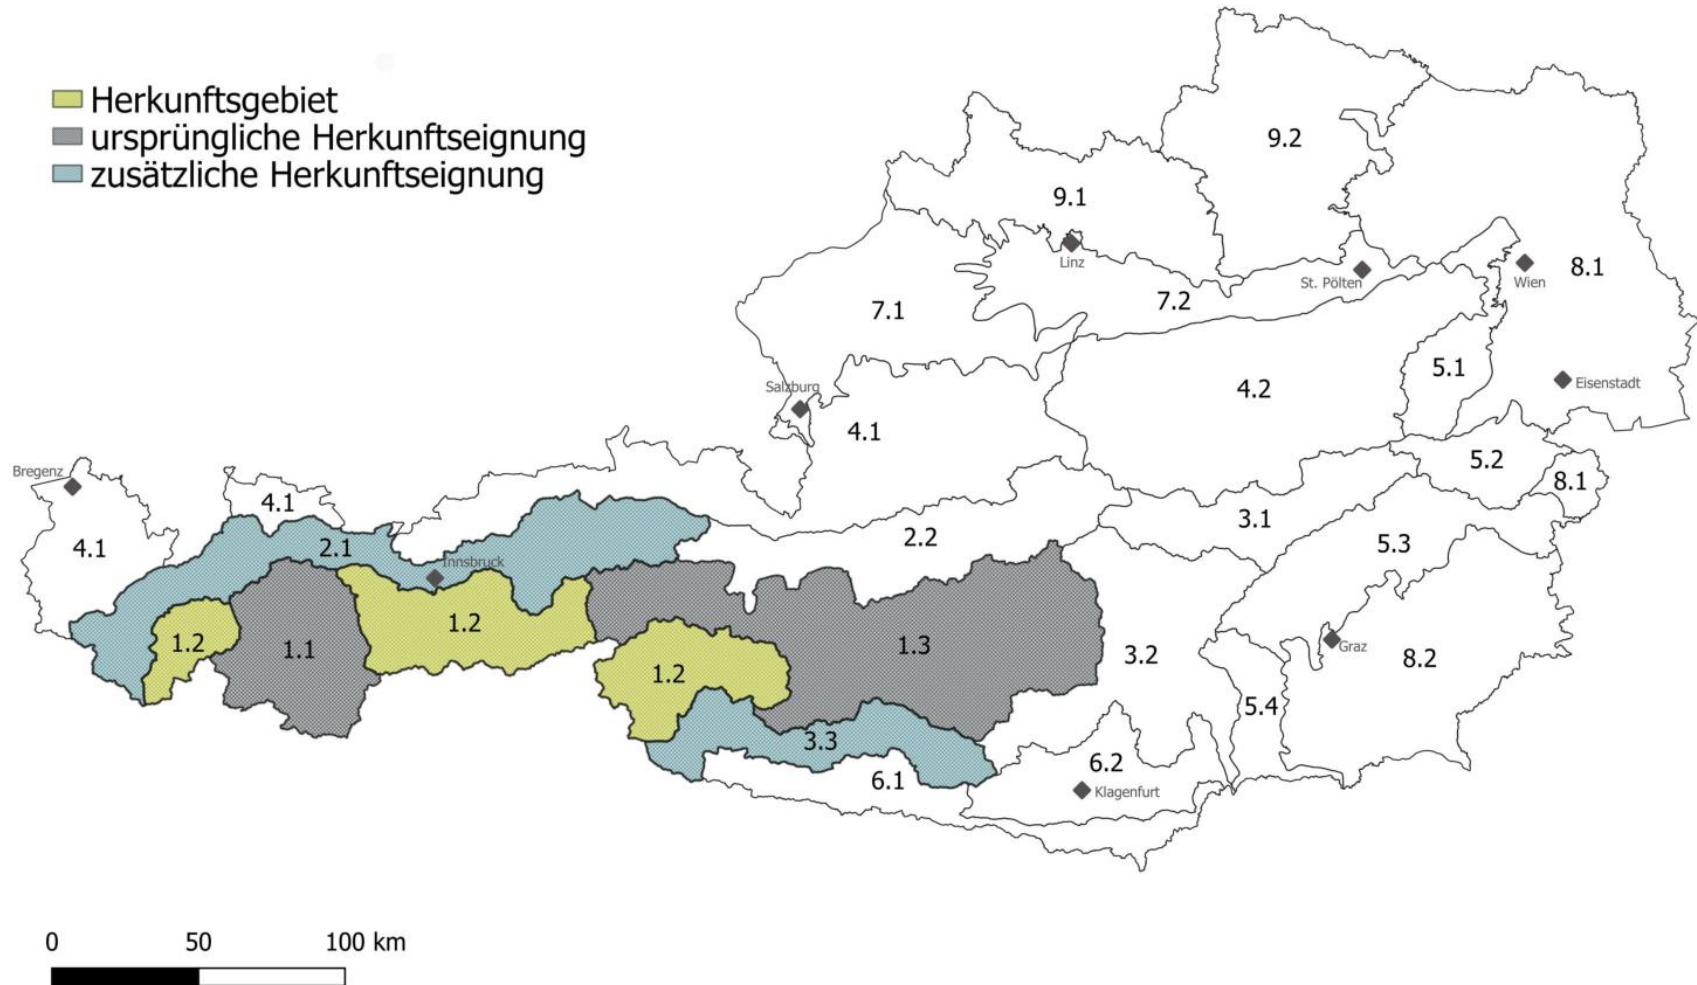 Herkunftsgebiet
ursprüngliche Herkunftseignung
zusätzliche Herkunftseignung
9.2
9.1
Linz
St. Pölten
Wien
8.1
7.1
7.2
Salzburg
4.1
4.2
5.1
Eisenstadt
Bregenz
4.1
4.1
5.2
8.1
2.1
Innsbruck
2.2
3.1
5.3
1.2
1.1
1.2
1.2
1.3
3.2
Graz
8.2
5.4
3.3
6.1
6.2
Klagenfurt
0 50 100 km